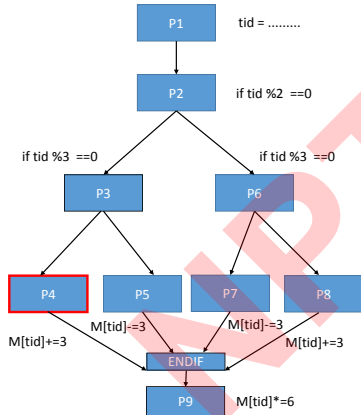 P1
tid = .........
P2
if tid %2 ==0
if tid %3 ==0
if tid %3 ==0
P3
P6
P4
P5
P7
P8
M[tid]+=3
M[tid]-=3
M[tid]-=3
M[tid]+=3
ENDIF
P9
M[tid]*=6
NPT